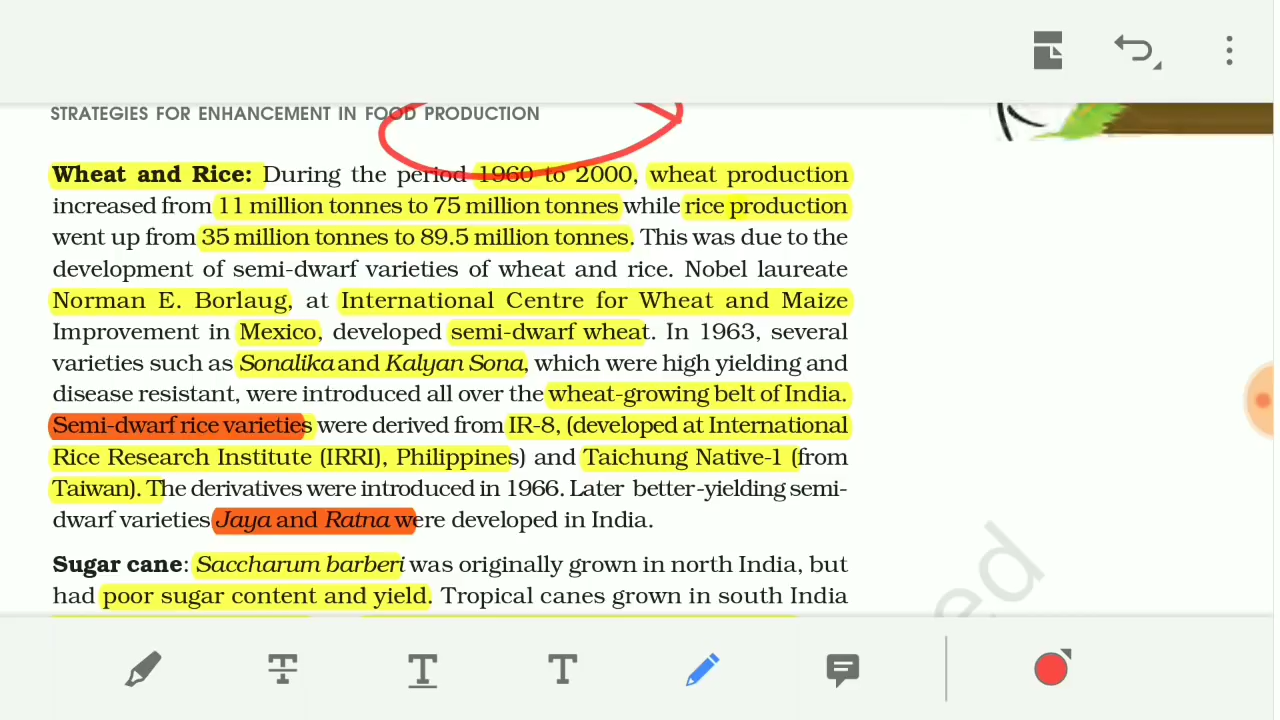 STRATEGIES FOR ENHANCEMENT IN FOOD PRODUCTION
Wheat and Rice: During the period 1960 to 2000, wheat production
increased from 11 million tonnes to 75 million tonnes while rice production
went up from 35 million tonnes to 89.5 million tonnes. This was due to the
development of semi-dwarf varieties of wheat and rice. Nobel laureate
Norman E. Borlaug, at International Centre for Wheat and Maize
Improvement in Mexico, developed semi-dwarf wheat. In 1963, several
varieties such as Sonalika and Kalyan Sona, which were high yielding and
disease resistant, were introduced all over the wheat-growing belt of India.
Semi-dwarf rice varieties were derived from IR-8, (developed at International
Rice Research Institute (IRRI), Philippines) and Taichung Native-1 (from
Taiwan). The derivatives were introduced in 1966. Later better-yielding semi-
dwarf varieties Jaya and Ratna were developed in India.
Sugar cane: Saccharum barberi was originally grown in north India, but
had poor sugar content and yield. Tropical canes grown in south India
ed
T
T
T